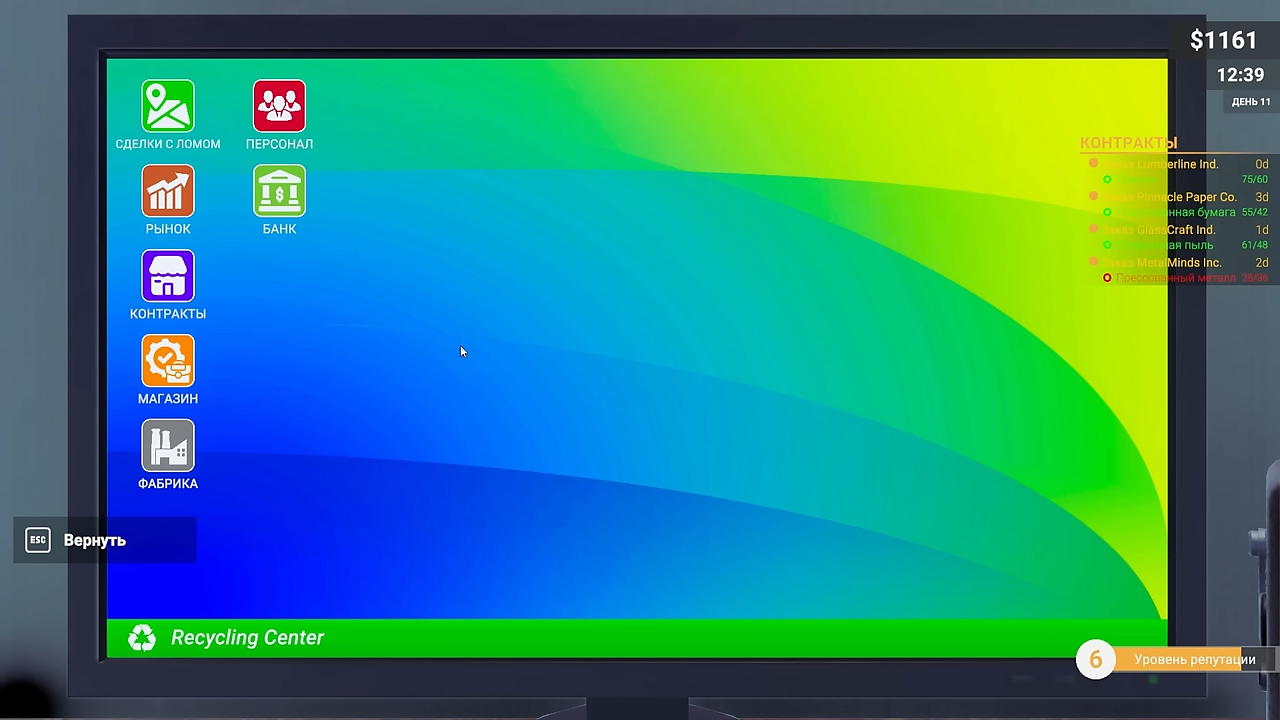 $1161
12:39
ДЕНЬ 11
СДЕЛКИ С ЛОМОМ
ПЕРСОНАЛ
РЫНОК
БАНК
КОНТРАКТЫ
МАГАЗИН
ФАБРИКА
ESC Вернуть
КОНТРАКТЫ
Lumberline Ind. 0d
75/60
Pinnacle Paper Co. 3d
бумага 55/42
GlassCraft Ind. 1d
пыль 61/48
MetalMinds Inc. 2d
Прессованный металл 28/36
Recycling Center
6 Уровень репутации